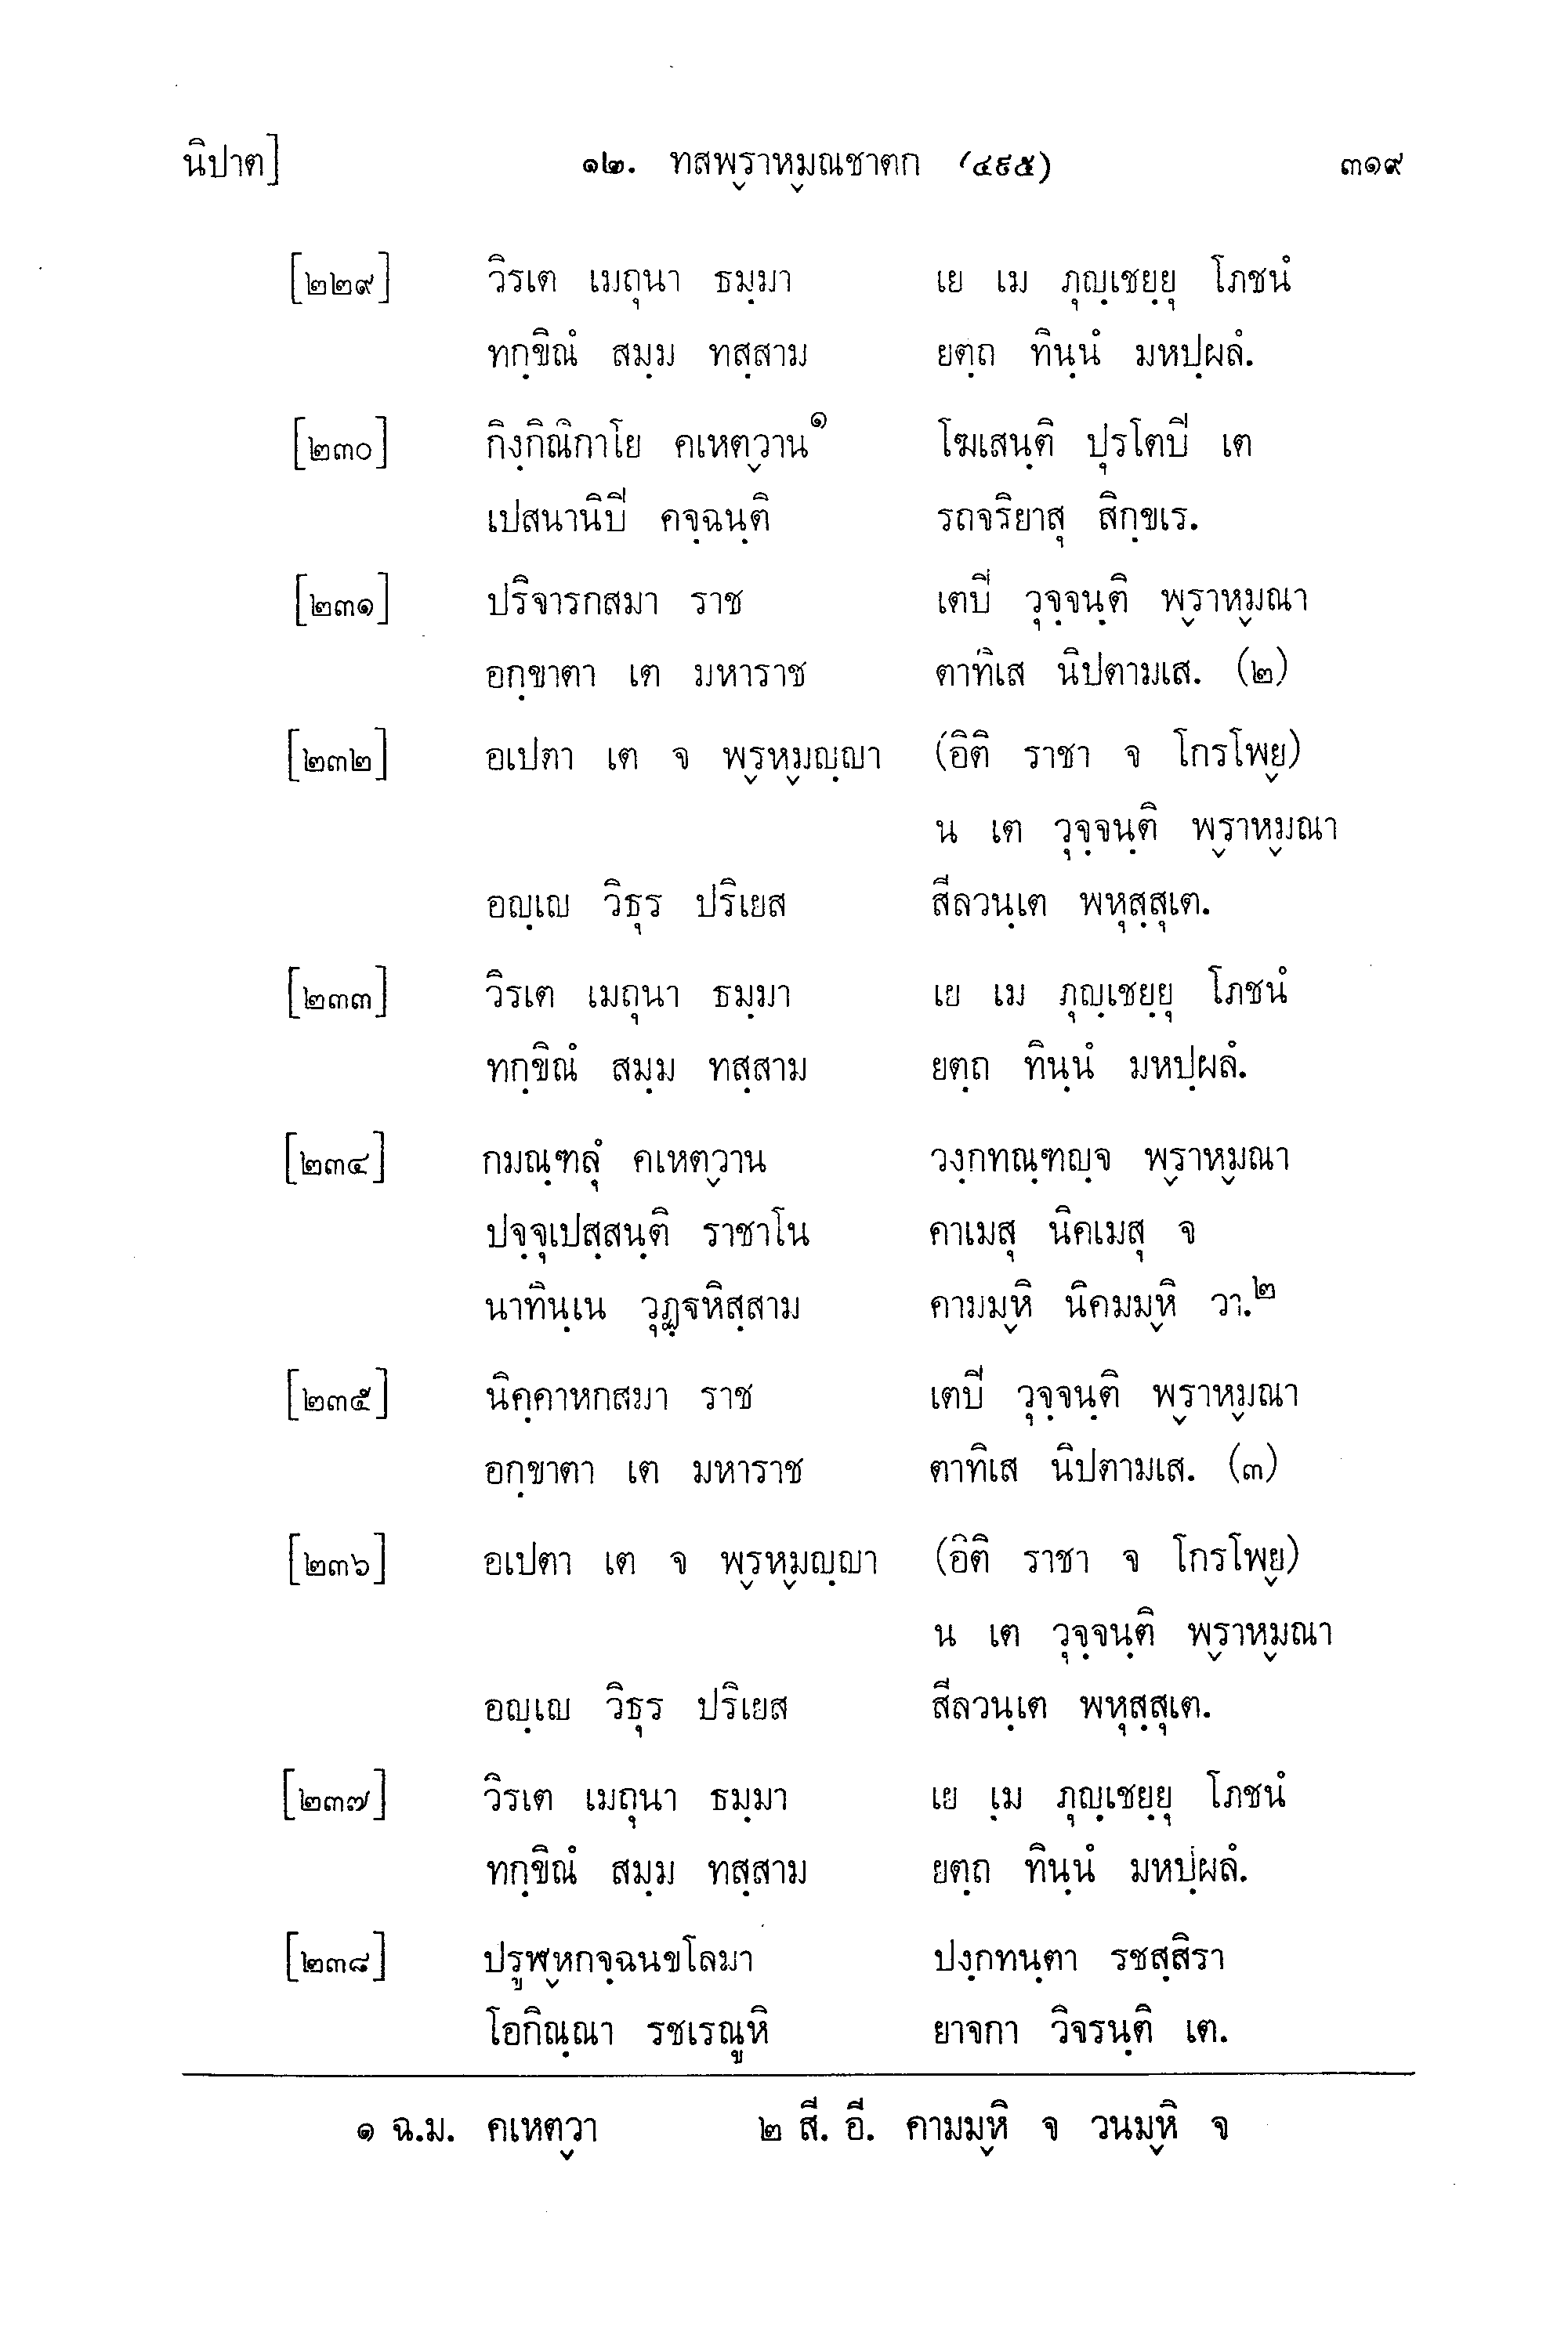 นิปาต] ๑๒. ทสพฺราหฺมณชาตก (๔๙๕) ๓๑๙
[๒๒๙] วิรเต เมถุนา ธมฺมา เย เม ภุญฺเชยฺยุ โภชนํ
ทกฺขิณํ สมฺม ทสฺสาม ยตฺถ ทินฺนํ มหปฺผลํ.
[๒๓๐] กิงฺกิณิกาโย คเหตฺวาน๑ โฆเสนฺติ ปุรโตปิ เต
เปสนานิปิ คจฺฉนฺติ รถจริยาสุ สิกฺขเร.
[๒๓๑] ปริจารกสมา ราช เตปิ วุจฺจนฺติ พฺราหฺมณา
อกฺขาตา เต มหาราช ตาทิเส นิปตามเส. (๒)
[๒๓๒] อเปตา เต จ พฺรหฺมญฺญา (อิติ ราชา จ โกรโพฺย)
น เต วุจฺจนฺติ พฺราหฺมณา
อญฺเญ วิธุร ปริเยส สีลวนฺเต พหุสฺสุเต.
[๒๓๓] วิรเต เมถุนา ธมฺมา เย เม ภุญฺเชยฺยุ โภชนํ
ทกฺขิณํ สมฺม ทสฺสาม ยตฺถ ทินฺนํ มหปฺผลํ.
[๒๓๔] กมณฺฑลุํ คเหตฺวาน วงฺกทณฺฑญฺจ พฺราหฺมณา
ปจฺจุเปสฺสนฺติ ราชาโน คาเมสุ นิคเมสุ จ
นาทินฺเน วุฏฺฐหิสฺสาม คามมฺหิ นิคมมฺหิ วา.๒
[๒๓๕] นิคฺคาหกสมา ราช เตปิ วุจฺจนฺติ พฺราหฺมณา
อกฺขาตา เต มหาราช ตาทิเส นิปตามเส. (๓)
[๒๓๖] อเปตา เต จ พฺรหฺมญฺญา (อิติ ราชา จ โกรโพฺย)
น เต วุจฺจนฺติ พฺราหฺมณา
อญฺเญ วิธุร ปริเยส สีลวนฺเต พหุสฺสุเต.
[๒๓๗] วิรเต เมถุนา ธมฺมา เย เม ภุญฺเชยฺยุ โภชนํ
ทกฺขิณํ สมฺม ทสฺสาม ยตฺถ ทินฺนํ มหปฺผลํ.
[๒๓๘] ปรูฬฺหกจฺฉนขโลมา ปงฺกทนฺตา รชสฺสิรา
โอกิณฺณา รชเรณูหิ ยาจกา วิจรนฺติ เต.
๑ ฉ.ม. คเหตฺวา ๒ สี. อี. คามมฺหิ จ วนมฺหิ จ